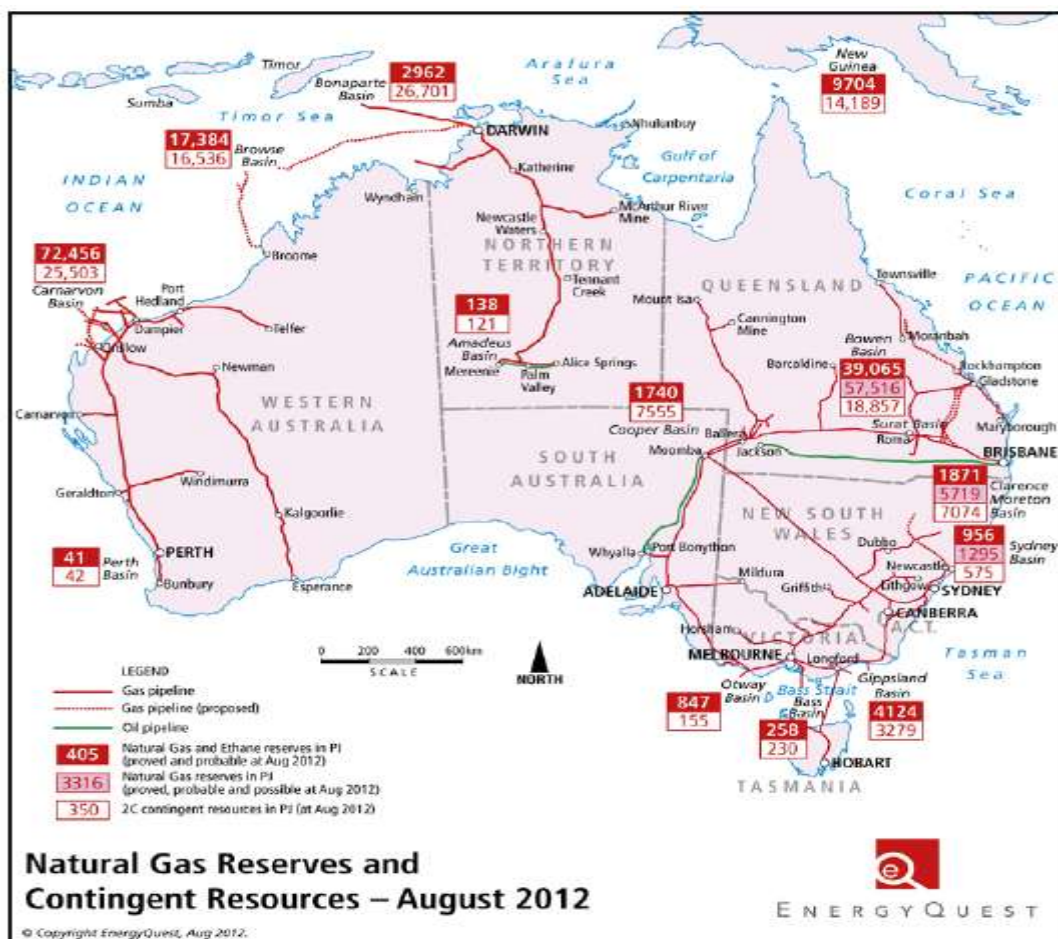 Timor
Sumba
Timor Sea
Bonaparte
Basin
2962
26,701
Arafura
Sea
New
Guinea
9704
14,189
17,384
16,536
Browse
Basin
DARWIN
Nhulunbuy
Katherine
Gulf of
Carpentaria
INDIAN
OCEAN
Wyndham
McArthur River
Mine
Coral Sea
Newcastle
Waters
NORTHERN
TERRITORY
72,456
25,503
Carnarvon
Basin
Broome
Port
Hedland
Dampier
Onslow
Telfer
Newman
Tennant
Creek
138
121
Amadeus
Basin
Mereenie
Palm
Valley
Alice Springs
Mount Isa
QUEENSLAND
Townsville
PACIFIC
OCEAN
Cannington
Mine
Bowen
Basin
Moranbah
Barcaldine
39,065
57,516
18,857
Rockhampton
Gladstone
Carnarvon
WESTERN
AUSTRALIA
1740
7555
Cooper Basin
Ballera
Jackson
Moomba
Surat Basin
Roma
Maryborough
BRISBANE
SOUTH
AUSTRALIA
Geraldton
Windimurra
Kalgoorlie
1871
5719
7074
Clarence
Moreton
Basin
NEW SOUTH
WALES
41
42
Perth
Basin
PERTH
Bunbury
Esperance
Great
Australian Bight
Whyalla
Port Bonython
ADELAIDE
Mildura
Griffith
Dubbo
Newcastle
Lithgow
SYDNEY
956
1295
575
Sydney
Basin
CANBERRA
A.C.T.
Horsham
VICTORIA
MELBOURNE
Longford
Tasman
Sea
0 200 400 600km
SCALE
NORTH
Otway
Basin
847
155
Bass Strait
Bass
Basin
258
230
Gippsland
Basin
4124
3279
HOBART
TASMANIA
LEGEND
Gas pipeline
Gas pipeline (proposed)
Oil pipeline
405 Natural Gas and Ethane reserves in PJ
(proved and probable at Aug 2012)
3316 Natural Gas reserves in PJ
(proved, probable and possible at Aug 2012)
350 2C contingent resources in PJ (at Aug 2012)
Natural Gas Reserves and
Contingent Resources – August 2012
© Copyright EnergyQuest, Aug 2012.
e
ENERGYQUEST